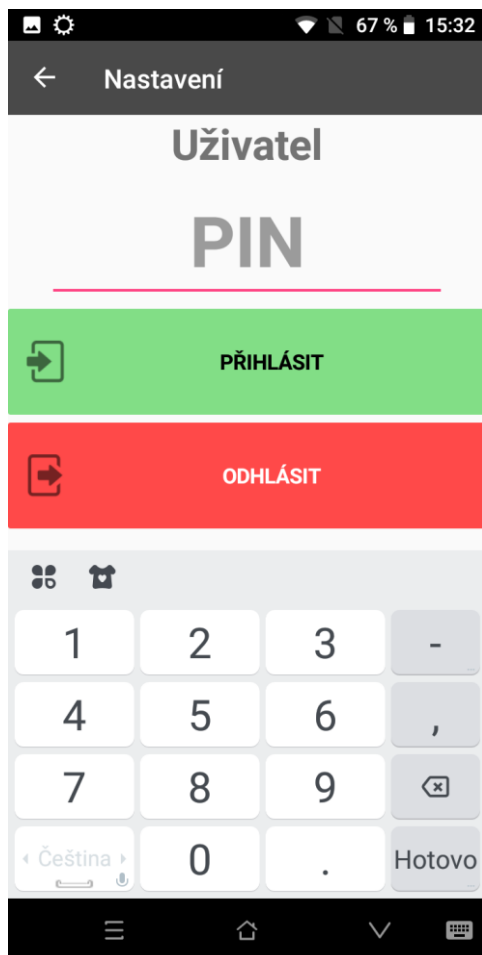 67 % 15:32
Nastavení
Uživatel
PIN
PŘIHLÁSIT
ODHLÁSIT
1 2 3 -
4 5 6 ,
7 8 9
Čeština 0 . Hotovo